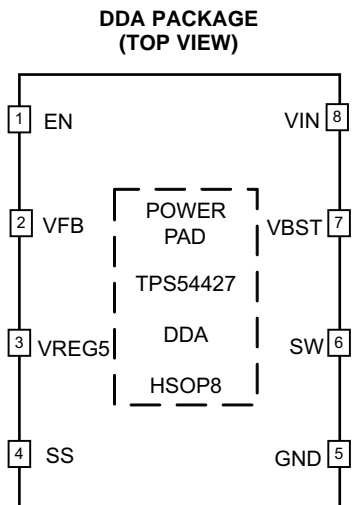 DDA PACKAGE
(TOP VIEW)
1 EN
VIN 8
2 VFB
POWER
PAD
VBST 7
TPS54427
3 VREG5
DDA
SW 6
HSOP8
4 SS
GND 5